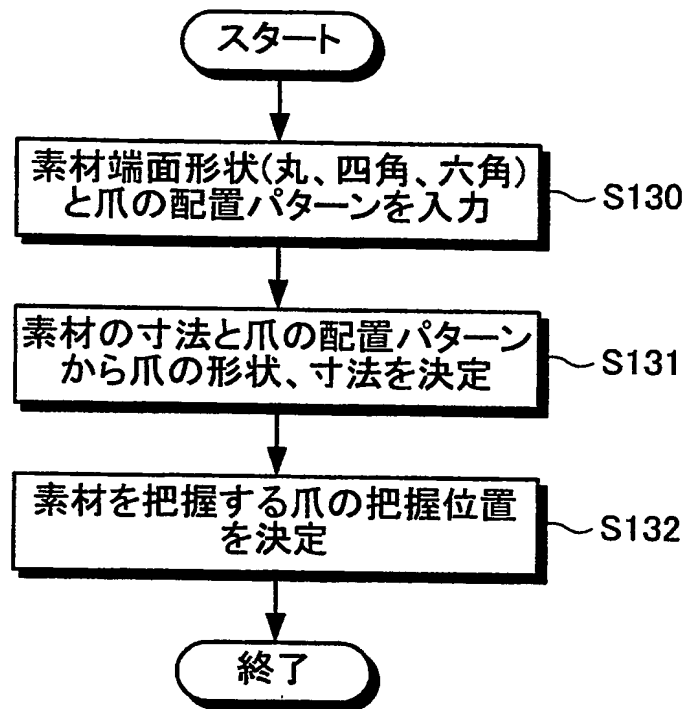 スタート
素材端面形状(丸、四角、六角)
と爪の配置パターンを入力
S130
素材の寸法と爪の配置パターン
から爪の形状、寸法を決定
S131
素材を把握する爪の把握位置
を決定
S132
終了